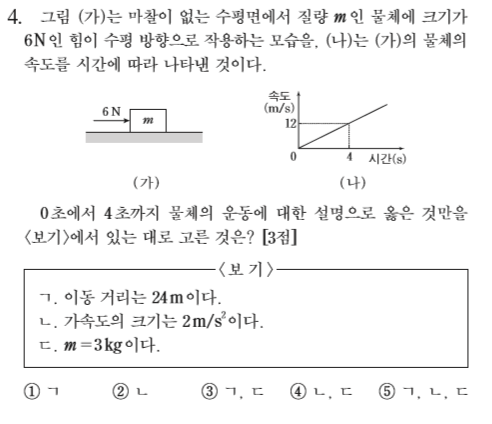 4. 그림 (가)는 마찰이 없는 수평면에서 질량 m인 물체에 크기가
6N인 힘이 수평 방향으로 작용하는 모습을, (나)는 (가)의 물체의
속도를 시간에 따라 나타낸 것이다.
6 N
m
(가)
속도
(m/s)
12
0
4
시간(s)
(나)
0초에서 4초까지 물체의 운동에 대한 설명으로 옳은 것만을
<보기>에서 있는 대로 고른 것은? [3점]
<보 기>
ㄱ. 이동 거리는 24m이다.
ㄴ. 가속도의 크기는 2m/s²이다.
ㄷ. m=3kg이다.
① ㄱ ② ㄴ ③ ㄱ, ㄷ ④ ㄴ, ㄷ ⑤ ㄱ, ㄴ, ㄷ